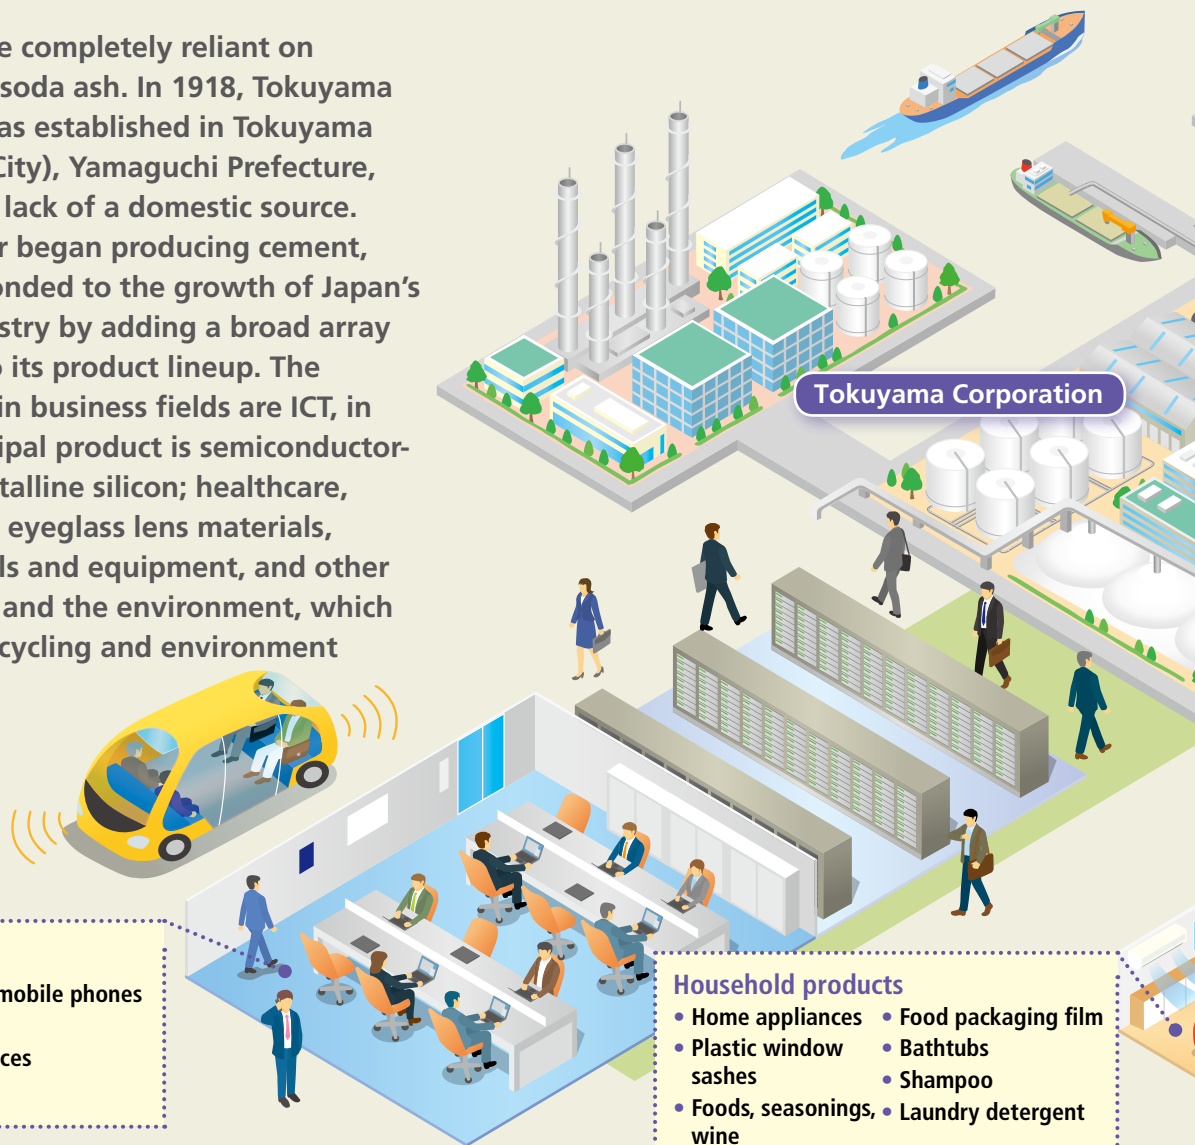 e completely reliant on
soda ash. In 1918, Tokuyama
as established in Tokuyama
City), Yamaguchi Prefecture,
lack of a domestic source.
r began producing cement,
onded to the growth of Japan's
stry by adding a broad array
o its product lineup. The
in business fields are ICT, in
ipal product is semiconductor-
talline silicon; healthcare,
eyeglass lens materials,
ls and equipment, and other
and the environment, which
cycling and environment
Tokuyama Corporation
mobile phones
ces
Household products
• Home appliances
• Plastic window
sashes
• Foods, seasonings,
wine
• Food packaging film
• Bathtubs
• Shampoo
• Laundry detergent